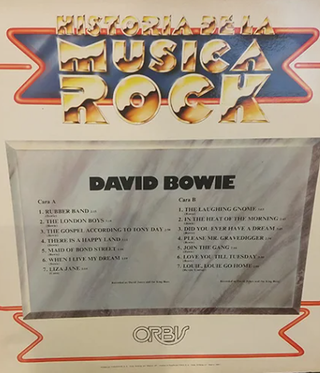 HISTORIA DE LA
MUSICA
ROCK
DAVID BOWIE
Cara A
1. RUBBER BAND
2. THE LONDON BOYS
3. THE GOSPEL ACCORDING TO TONY DAY
4. THERE IS A HAPPY LAND
5. MAID OF BOND STREET
6. WHEN I LIVE MY DREAM
7. LIZA JANE
Cara B
1. THE LAUGHING GNOME
2. IN THE HEAT OF THE MORNING
3. DID YOU EVER HAVE A DREAM
4. PLEASE MR. GRAVEDIGGER
5. JOIN THE GANG
6. LOVE YOU TILL TUESDAY
7. LOUIE, LOUIE GO HOME
ORBIS